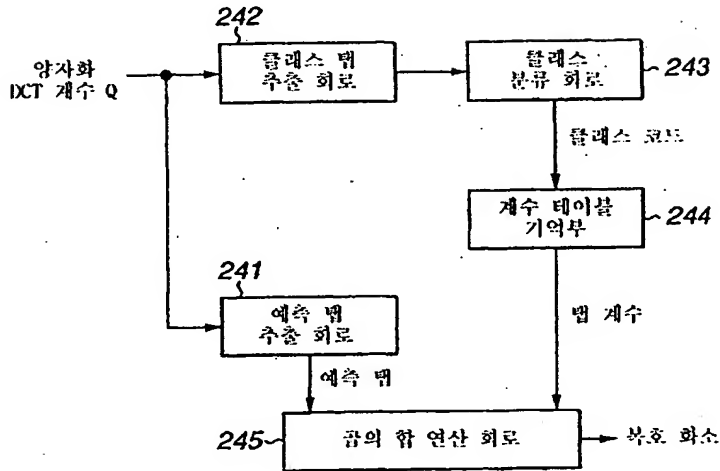 242
양자화
DCT 계수 Q
클래스 탭
추출 회로
클래스
분류 회로
243
클래스 코드
계수 테이블
기억부
244
241
예측 탭
추출 회로
탭 계수
예측 탭
245
곱의 합 연산 회로
복호 화소